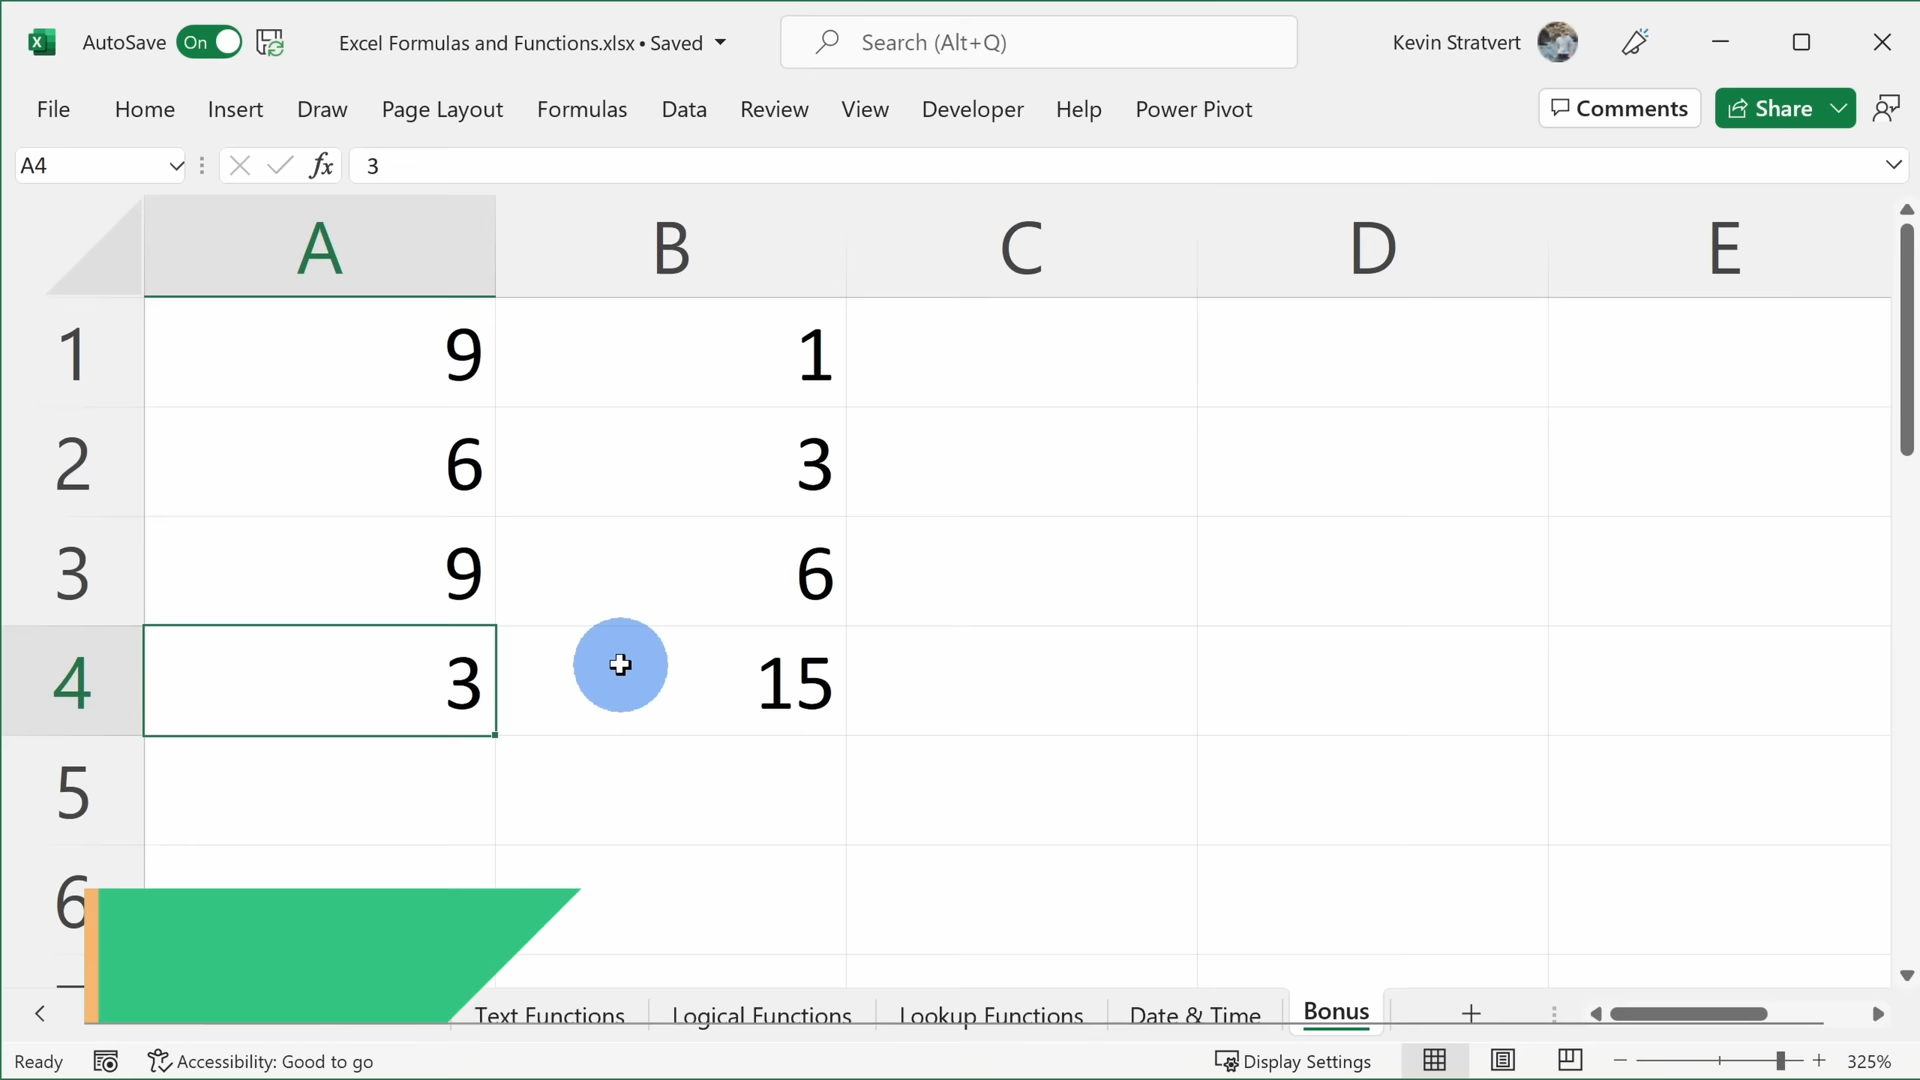 AutoSave On Excel Formulas and Functions.xlsx • Saved Search (Alt+Q) Kevin Stratvert
File Home Insert Draw Page Layout Formulas Data Review View Developer Help Power Pivot Comments Share
A4 fx 3
A B C D E
1 9 1
2 6 3
3 9 6
4 3 15
5
6
Text Functions Logical Functions Lookup Functions Date & Time Bonus
Ready Accessibility: Good to go Display Settings 325%